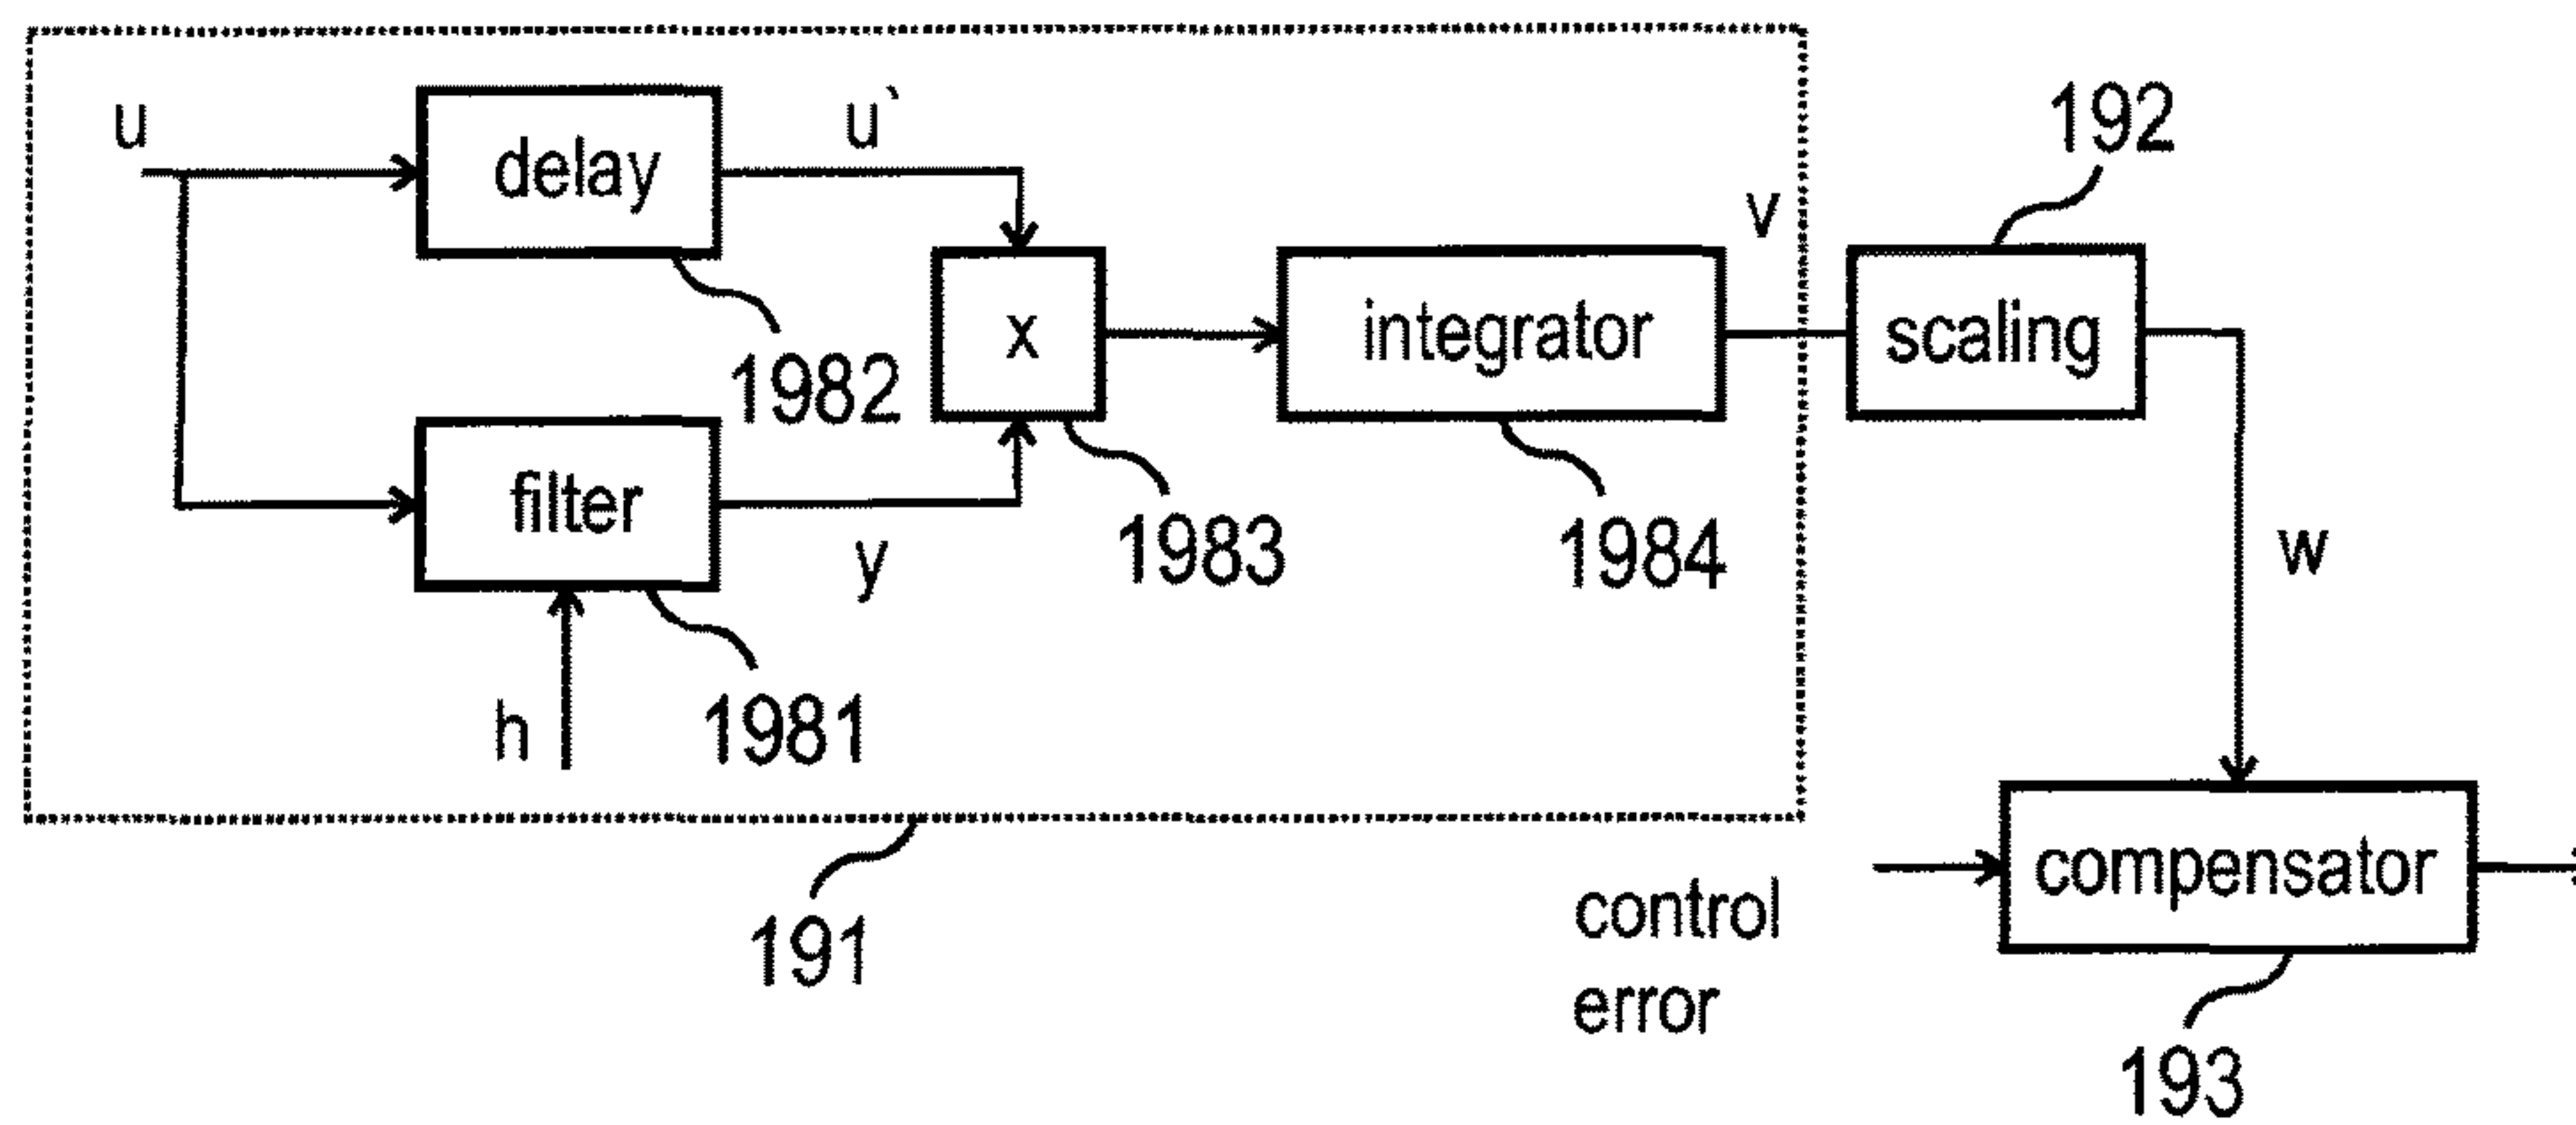 u
delay
u`
1982
x
1983
integrator
1984
v
scaling
192
filter
1981
h
y
191
w
control
error
compensator
193